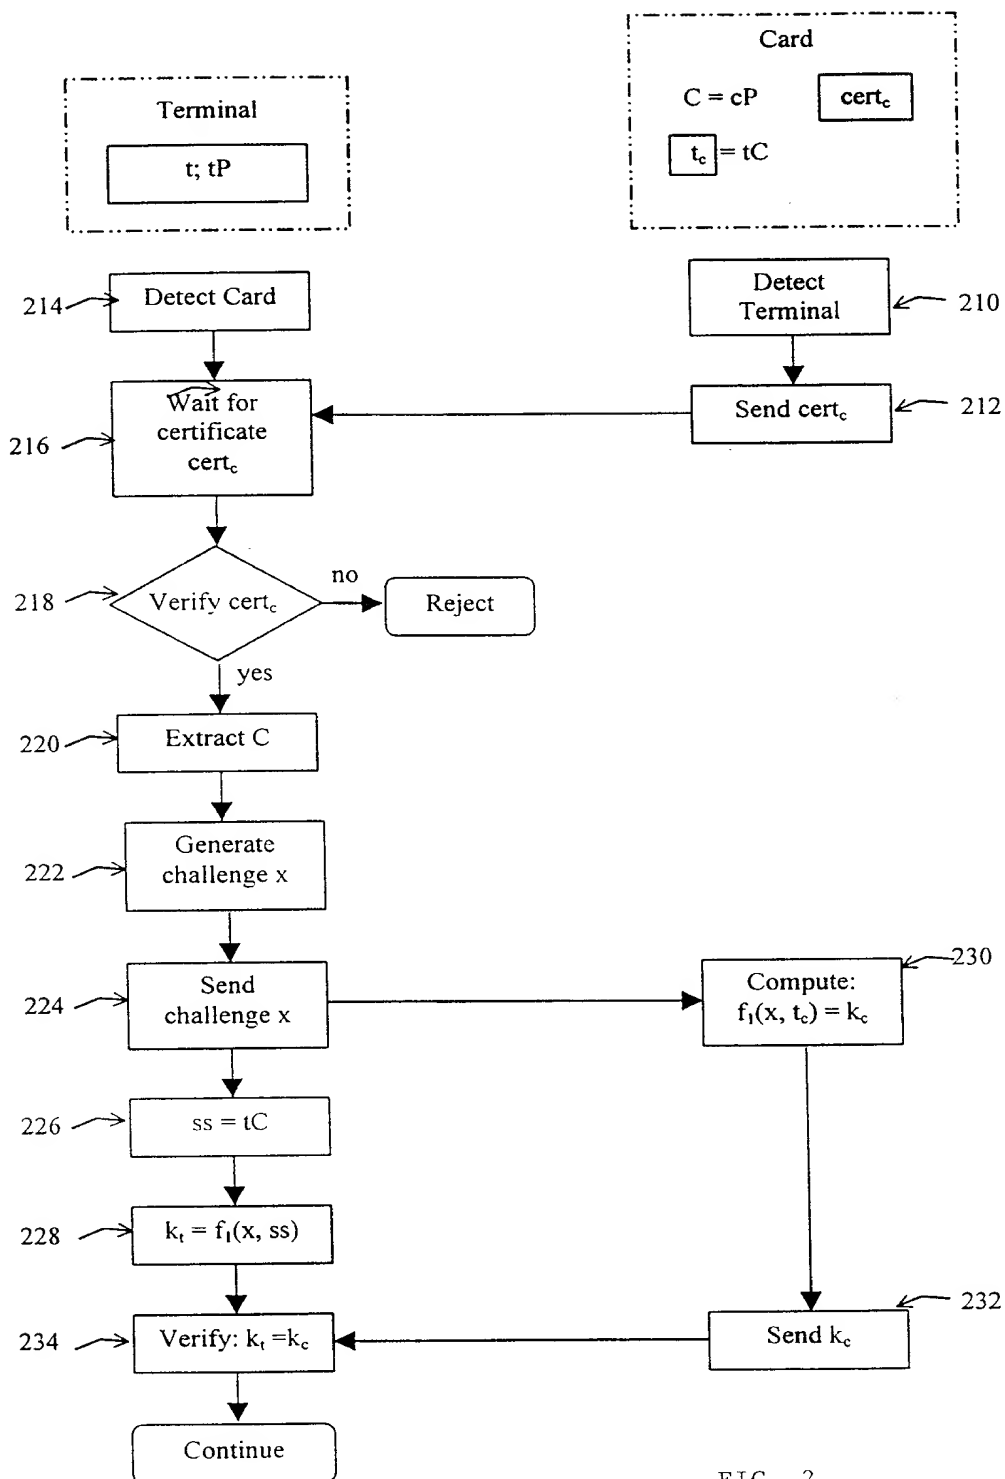 Card
C = cP
cert_c
t_c = tC
Terminal
t; tP
214
Detect Card
Detect
Terminal
210
216
Wait for
certificate
cert_c
Send cert_c
212
218
Verify cert_c
no
Reject
yes
220
Extract C
222
Generate
challenge x
224
Send
challenge x
Compute:
f_1(x, t_c) = k_c
230
226
ss = tC
228
k_t = f_1(x, ss)
234
Verify: k_t =k_c
Send k_c
232
Continue
FIG. 2